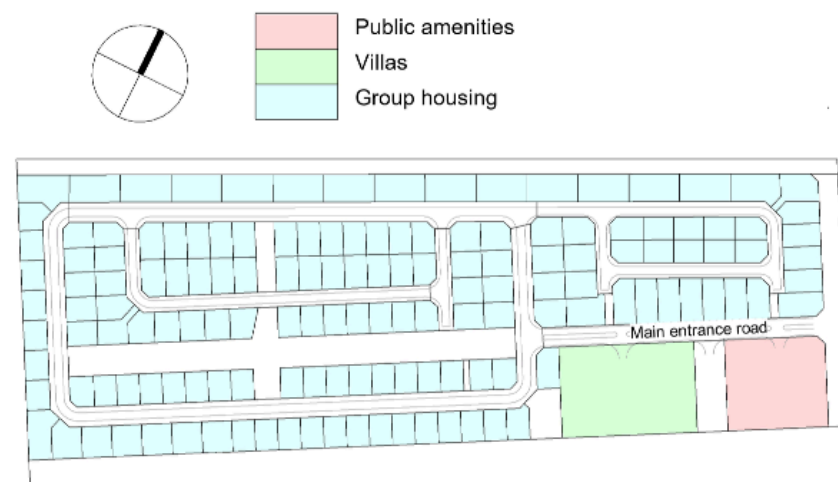 Public amenities
Villas
Group housing
Main entrance road